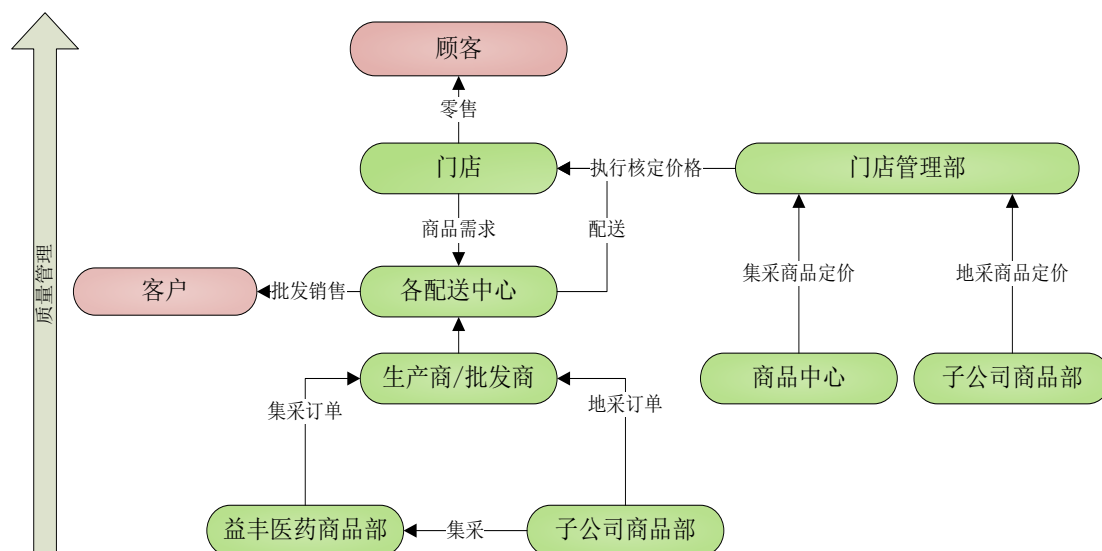 顾客
零售
门店
执行核定价格
门店管理部
商品需求
配送
质量管理
客户
批发销售
各配送中心
集采商品定价
地采商品定价
生产商/批发商
商品中心
子公司商品部
集采订单
地采订单
益丰医药商品部
集采
子公司商品部